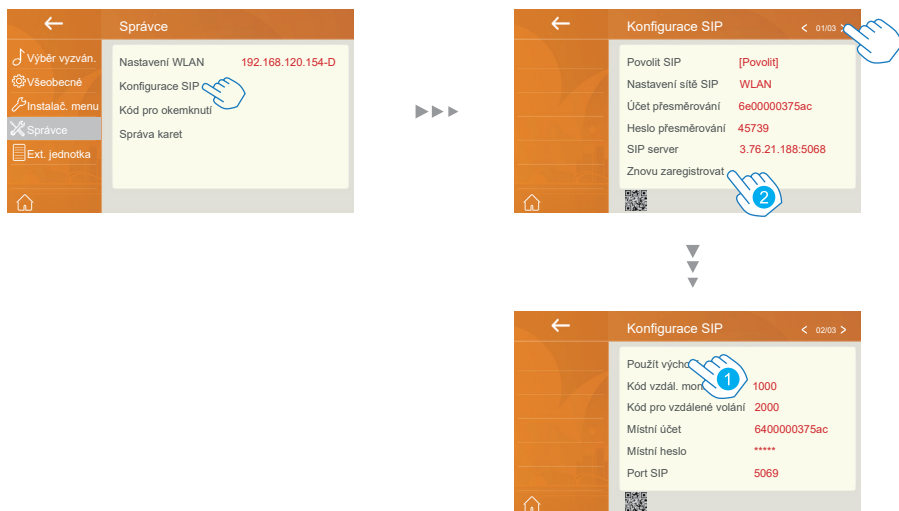 Správce
Výběr vyzván.
Všeobecné
Instalač. menu
Správce
Ext. jednotka
Nastavení WLAN 192.168.120.154-D
Konfigurace SIP
Kód pro okemknutí
Správa karet
Konfigurace SIP < 01/03 >
Povolit SIP [Povolit]
Nastavení sítě SIP WLAN
Účet přesměrování 6e00000375ac
Heslo přesměrování 45739
SIP server 3.76.21.188:5068
Znovu zaregistrovat
2
Konfigurace SIP < 02/03 >
Použít
1
Kód vzdál. 1000
Kód pro vzdálené volání 2000
Místní účet 6400000375ac
Místní heslo *****
Port SIP 5069